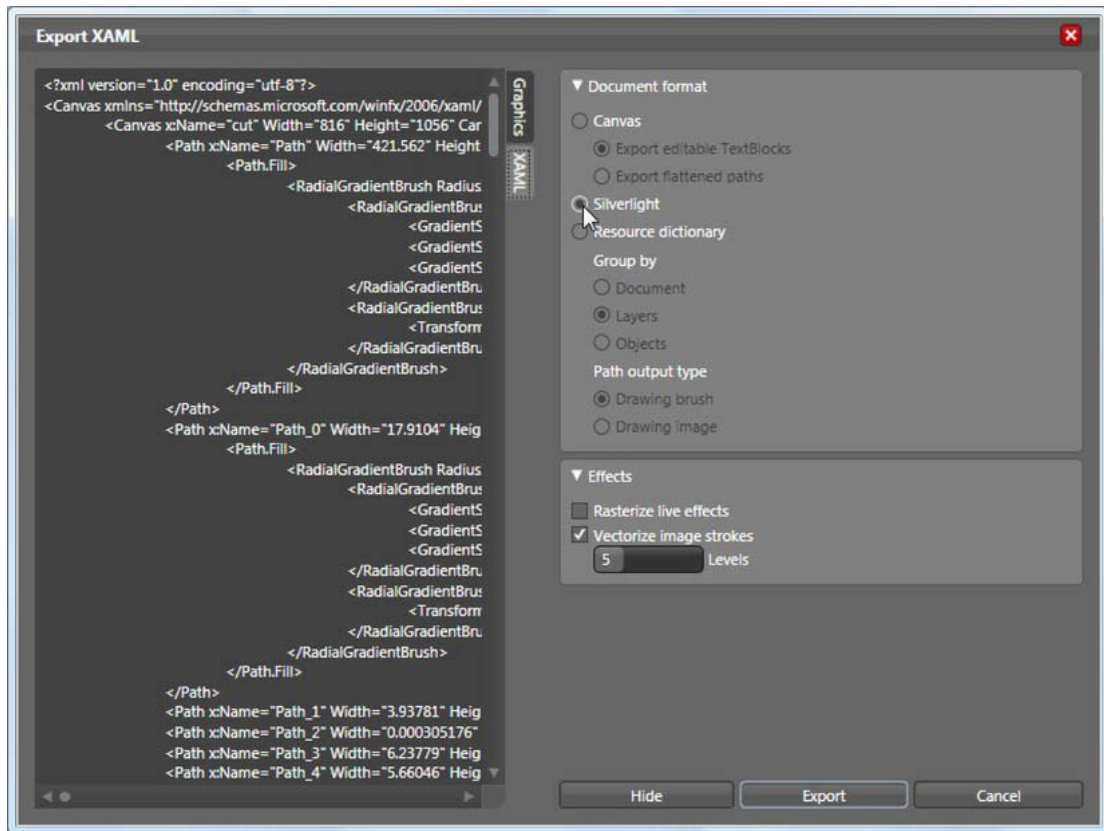 Export XAML
<?xml version="1.0" encoding="utf-8"?>
<Canvas xmlns="http://schemas.microsoft.com/winfx/2006/xaml/
<Canvas x:Name="cut" Width="816" Height="1056" Car
<Path x:Name="Path" Width="421.562" Height
<Path.Fill>
<RadialGradientBrush Radius
<RadialGradientBrus
<GradientS
<GradientS
<GradientS
</RadialGradientBru
<RadialGradientBrus
<Transform
</RadialGradientBru
</RadialGradientBrush>
</Path.Fill>
</Path>
<Path x:Name="Path_0" Width="17.9104" Heig
<Path.Fill>
<RadialGradientBrush Radius
<RadialGradientBrus
<GradientS
<GradientS
<GradientS
</RadialGradientBru
<RadialGradientBrus
<Transform
</RadialGradientBru
</RadialGradientBrush>
</Path.Fill>
</Path>
<Path x:Name="Path_1" Width="3.93781" Heig
<Path x:Name="Path_2" Width="0.000305176"
<Path x:Name="Path_3" Width="6.23779" Heig
<Path x:Name="Path_4" Width="5.66046" Heig
Graphics
XAML
Document format
Canvas
Export editable TextBlocks
Export flattened paths
Silverlight
Resource dictionary
Group by
Document
Layers
Objects
Path output type
Drawing brush
Drawing image
Effects
Rasterize live effects
Vectorize image strokes
5 Levels
Hide Export Cancel